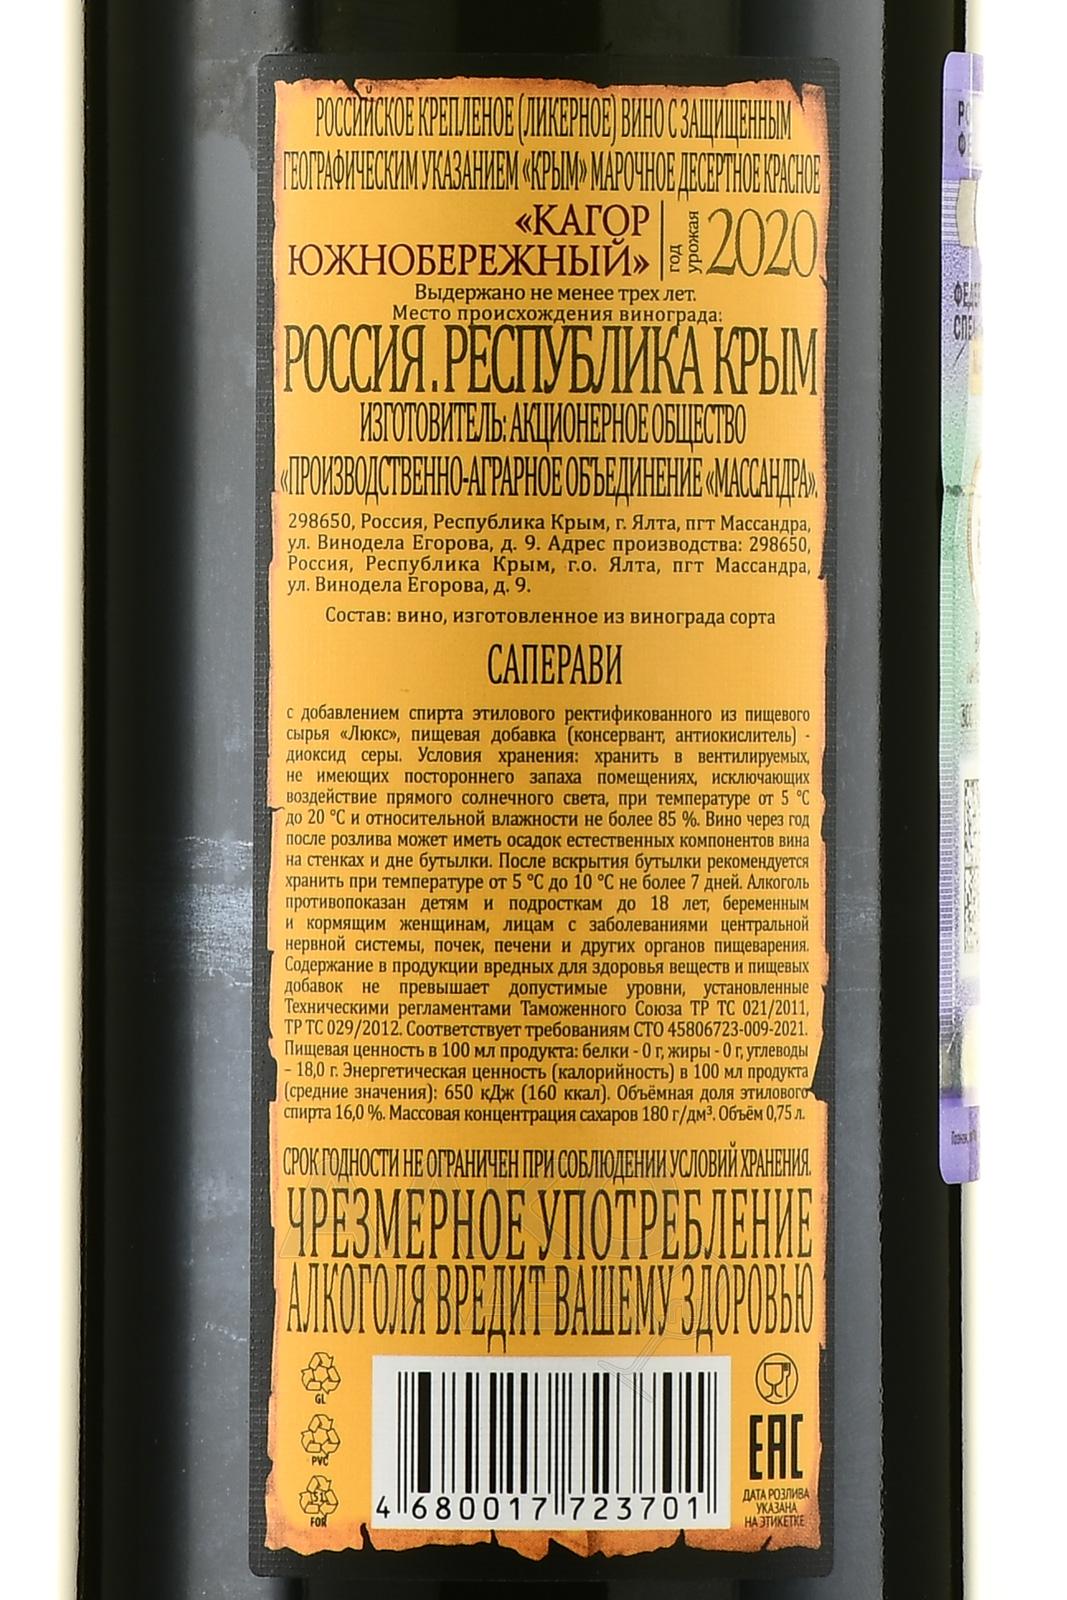 РОССИЙСКОЕ КРЕПЛЕНОЕ (ЛИКЕРНОЕ) ВИНО С ЗАЩИЩЕННЫМ
ГЕОГРАФИЧЕСКИМ УКАЗАНИЕМ «КРЫМ» МАРОЧНОЕ ДЕСЕРТНОЕ КРАСНОЕ
«КАГОР
ЮЖНОБЕРЕЖНЫЙ»
год
урожая
2020
Выдержано не менее трех лет.
Место происхождения винограда:
РОССИЯ. РЕСПУБЛИКА КРЫМ
ИЗГОТОВИТЕЛЬ: АКЦИОНЕРНОЕ ОБЩЕСТВО
«ПРОИЗВОДСТВЕННО-АГРАРНОЕ ОБЪЕДИНЕНИЕ «МАССАНДРА».
298650, Россия, Республика Крым, г. Ялта, пгт Массандра,
ул. Винодела Егорова, д. 9. Адрес производства: 298650,
Россия, Республика Крым, г.о. Ялта, пгт Массандра,
ул. Винодела Егорова, д. 9.
Состав: вино, изготовленное из винограда сорта
САПЕРАВИ
с добавлением спирта этилового ректификованного из пищевого
сырья «Люкс», пищевая добавка (консервант, антиокислитель) -
диоксид серы. Условия хранения: хранить в вентилируемых,
не имеющих постороннего запаха помещениях, исключающих
воздействие прямого солнечного света, при температуре от 5 °С
до 20 °С и относительной влажности не более 85 %. Вино через год
после розлива может иметь осадок естественных компонентов вина
на стенках и дне бутылки. После вскрытия бутылки рекомендуется
хранить при температуре от 5 °С до 10 °С не более 7 дней. Алкоголь
противопоказан детям и подросткам до 18 лет, беременным
и кормящим женщинам, лицам с заболеваниями центральной
нервной системы, почек, печени и других органов пищеварения.
Содержание в продукции вредных для здоровья веществ и пищевых
добавок не превышает допустимые уровни, установленные
Техническими регламентами Таможенного Союза ТР ТС 021/2011,
ТР ТС 029/2012. Соответствует требованиям СТО 45806723-009-2021.
Пищевая ценность в 100 мл продукта: белки - 0 г, жиры - 0 г, углеводы
– 18,0 г. Энергетическая ценность (калорийность) в 100 мл продукта
(средние значения): 650 кДж (160 ккал). Объёмная доля этилового
спирта 16,0 %. Массовая концентрация сахаров 180 г/дм³. Объём 0,75 л.
СРОК ГОДНОСТИ НЕ ОГРАНИЧЕН ПРИ СОБЛЮДЕНИИ УСЛОВИЙ ХРАНЕНИЯ.
ЧРЕЗМЕРНОЕ УПОТРЕБЛЕНИЕ
АЛКОГОЛЯ ВРЕДИТ ВАШЕМУ ЗДОРОВЬЮ
GL
PVC
51
FOR
4 680017 723701
EAC
ДАТА РОЗЛИВА
УКАЗАНА
НА ЭТИКЕТКЕ